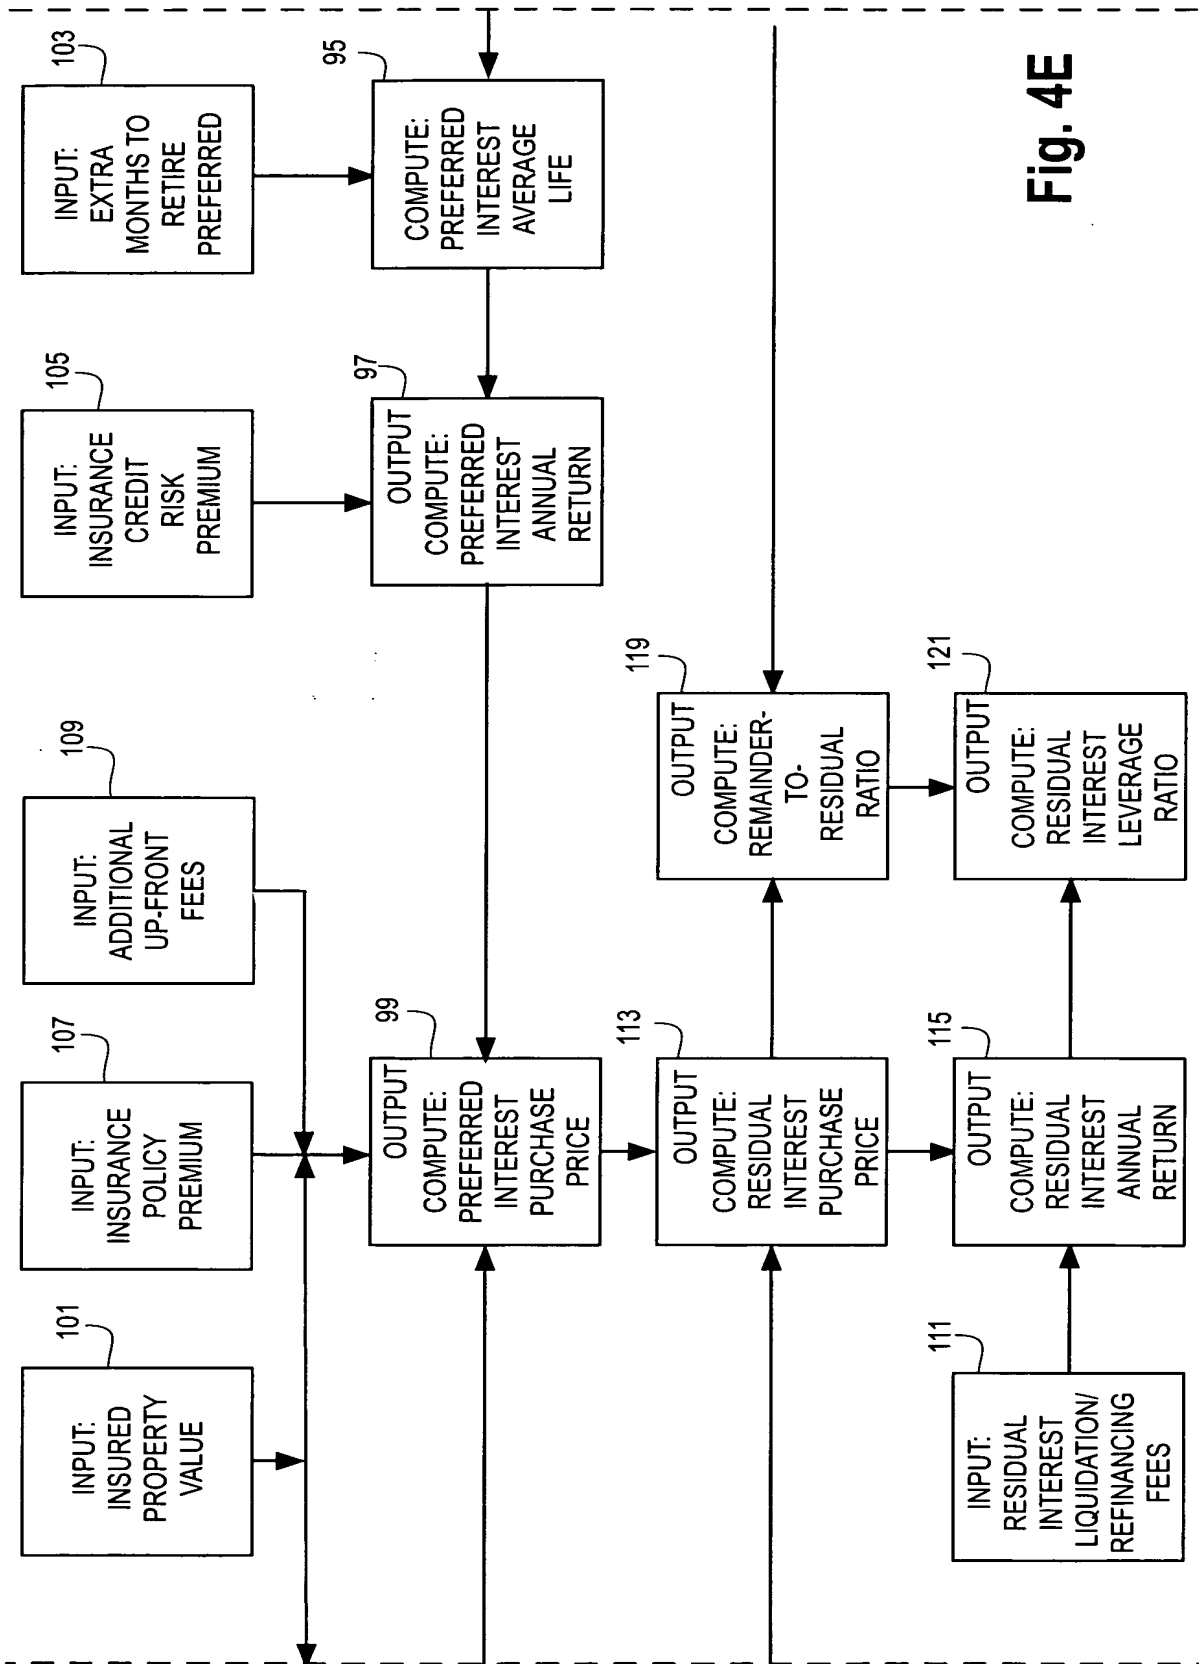 101
INPUT:
INSURED
PROPERTY
VALUE
107
INPUT:
INSURANCE
POLICY
PREMIUM
109
INPUT:
ADDITIONAL
UP-FRONT
FEES
105
INPUT:
INSURANCE
CREDIT
RISK
PREMIUM
103
INPUT:
EXTRA
MONTHS TO
RETIRE
PREFERRED
99
OUTPUT
COMPUTE:
PREFERRED
INTEREST
PURCHASE
PRICE
97
OUTPUT
COMPUTE:
PREFERRED
INTEREST
ANNUAL
RETURN
95
COMPUTE:
PREFERRED
INTEREST
AVERAGE
LIFE
113
OUTPUT
COMPUTE:
RESIDUAL
INTEREST
PURCHASE
PRICE
119
OUTPUT
COMPUTE:
REMAINDER-
TO-
RESIDUAL
RATIO
111
INPUT:
RESIDUAL
INTEREST
LIQUIDATION/
REFINANCING
FEES
115
OUTPUT
COMPUTE:
RESIDUAL
INTEREST
ANNUAL
RETURN
121
OUTPUT
COMPUTE:
RESIDUAL
INTEREST
LEVERAGE
RATIO
Fig. 4E